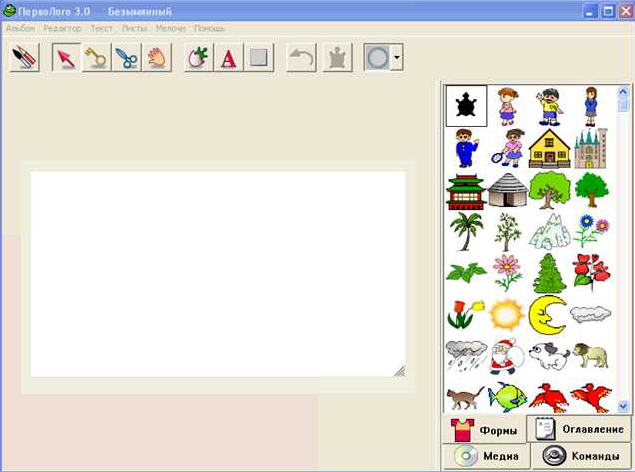 ПервоЛого 3.0 Безымянный
Альбом Редактор Текст Листы Мелочи Помощь
A
Формы Оглавление
Медиа Команды